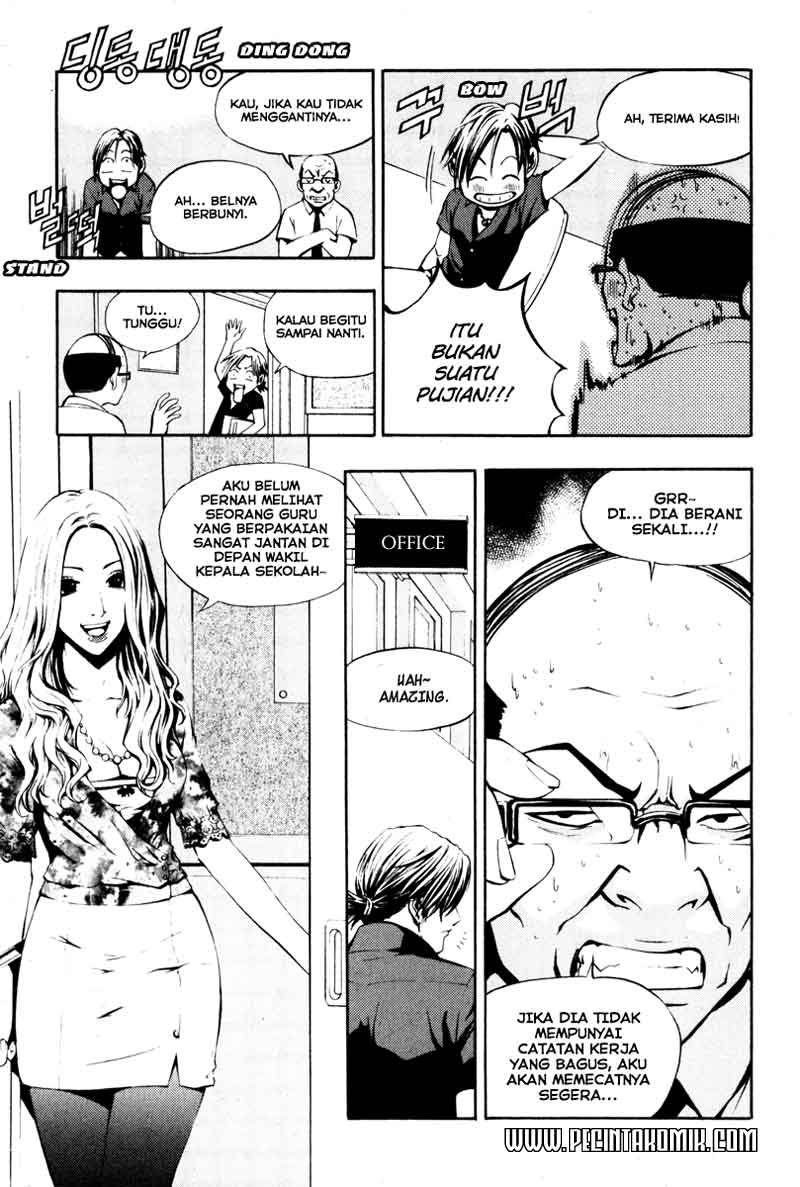 꾸벅
BOW
AH, TERIMA KASIH!
ITU
BUKAN
SUATU
PUJIAN!!!
딩동댕동
DING DONG
KAU, JIKA KAU TIDAK
MENGGANTINYA...
AH... BELNYA
BERBUNYI.
벌떡
STAND
KALAU BEGITU
SAMPAI NANTI.
TU...
TUNGGU!
GRR~
DI... DIA BERANI
SEKALI...!!
JIKA DIA TIDAK
MEMPUNYAI
CATATAN KERJA
YANG BAGUS, AKU
AKAN MEMECATNYA
SEGERA...
OFFICE
UAH~
AMAZING.
AKU BELUM
PERNAH MELIHAT
SEORANG GURU
YANG BERPAKAIAN
SANGAT JANTAN DI
DEPAN WAKIL
KEPALA SEKOLAH~
WWW.PECINTAKOMIK.COM